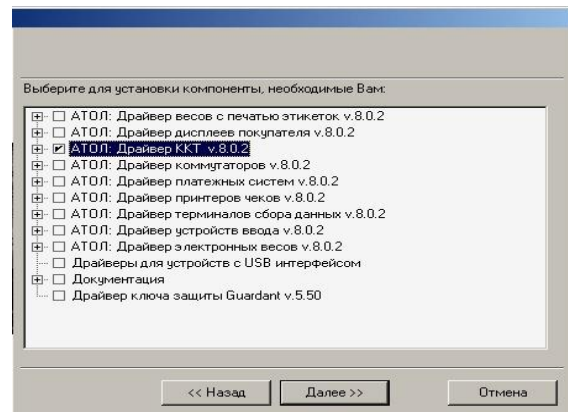 Выберите для установки компоненты, необходимые Вам:
АТОЛ: Драйвер весов с печатью этикеток v.8.0.2
АТОЛ: Драйвер дисплеев покупателя v.8.0.2
АТОЛ: Драйвер ККТ v.8.0.2
АТОЛ: Драйвер коммутаторов v.8.0.2
АТОЛ: Драйвер платежных систем v.8.0.2
АТОЛ: Драйвер принтеров чеков v.8.0.2
АТОЛ: Драйвер терминалов сбора данных v.8.0.2
АТОЛ: Драйвер устройств ввода v.8.0.2
АТОЛ: Драйвер электронных весов v.8.0.2
Драйверы для устройств с USB интерфейсом
Документация
Драйвер ключа защиты Guardant v.5.50
<< Назад Далее >> Отмена